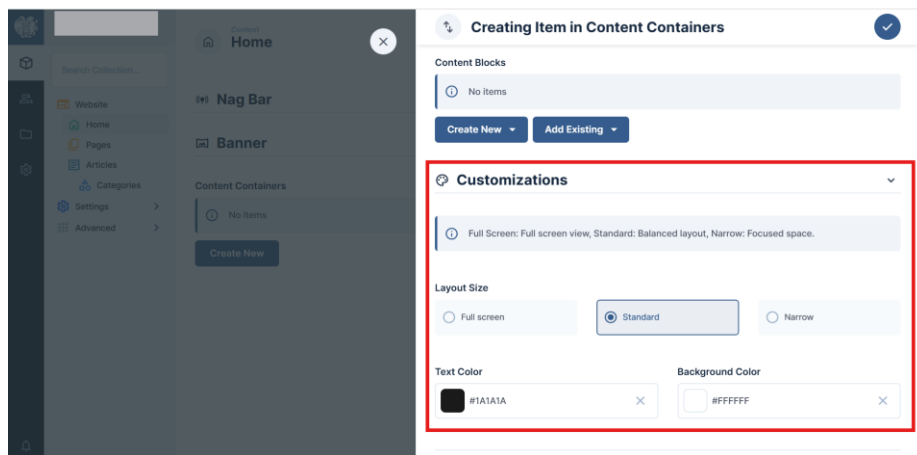 Content
Home
Search Collection...
Website
Home
Pages
Articles
Categories
Settings
Advanced
Nag Bar
Banner
Content Containers
No items
Create New
Creating Item in Content Containers
Content Blocks
No items
Create New
Add Existing
Customizations
Full Screen: Full screen view, Standard: Balanced layout, Narrow: Focused space.
Layout Size
Full screen
Standard
Narrow
Text Color
Background Color
#1A1A1A
#FFFFFF